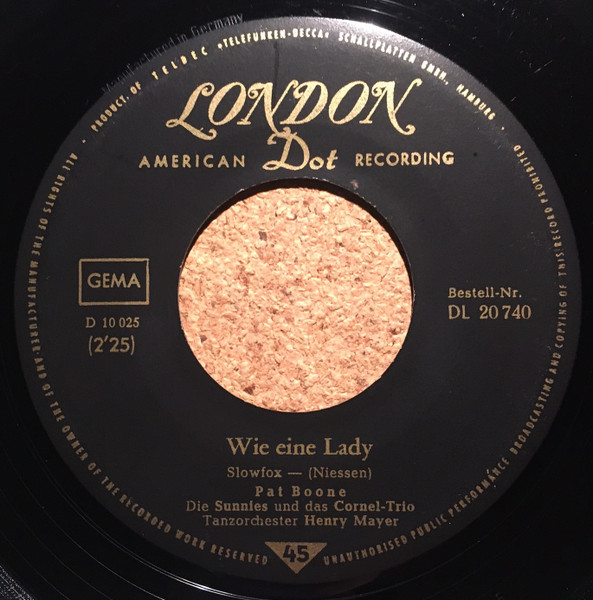 Manufactured in Germany
· PRODUCT. OF TELDEC »TELEFUNKEN-DECCA« SCHALLPLATTEN GMBH., HAMBURG ·
LONDON
AMERICAN Dot RECORDING
GEMA
D 10 025
(2'25)
Bestell-Nr.
DL 20 740
Wie eine Lady
Slowfox — (Niessen)
Pat Boone
Die Sunnies und das Cornel-Trio
Tanzorchester Henry Mayer
45
ALL RIGHTS OF THE MANUFACTURER AND OF THE OWNER OF THE RECORDED WORK RESERVED
UNAUTHORISED PUBLIC PERFORMANCE BROADCASTING AND COPYING OF THIS RECORD PROHIBITED